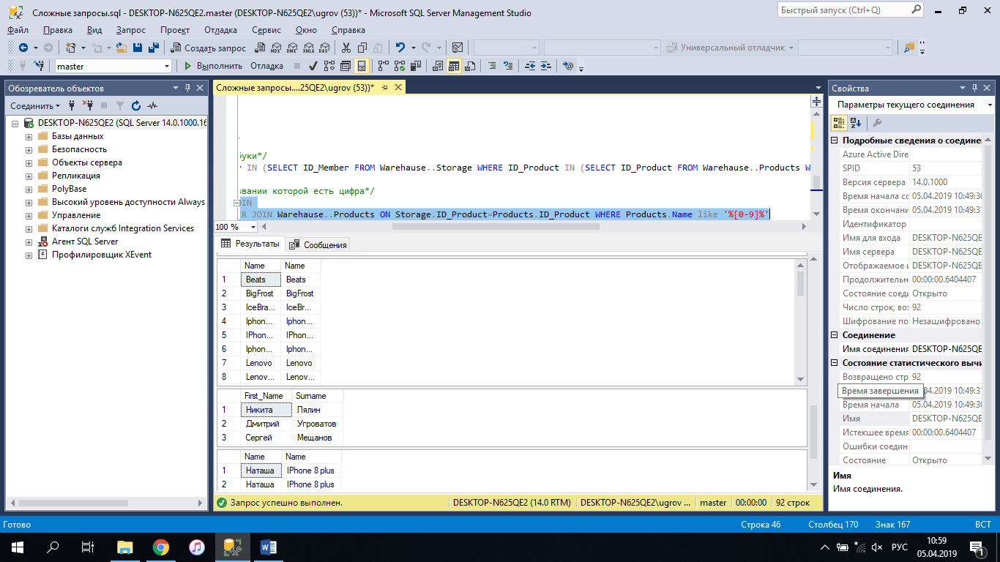 Сложные запросы.sql - DESKTOP-N625QE2.master (DESKTOP-N625QE2\ugrov (53))* - Microsoft SQL Server Management Studio
Быстрый запуск (Ctrl+Q)
Файл Правка Вид Запрос Проект Отладка Сервис Окно Справка
Создать запрос
MDX DMX XMLA DAX
Универсальный отладчик
master
Выполнить Отладка
Обозреватель объектов
Соединить
DESKTOP-N625QE2 (SQL Server 14.0.1000.16
Базы данных
Безопасность
Объекты сервера
Репликация
PolyBase
Высокий уровень доступности Always
Управление
Каталоги служб Integration Services
Агент SQL Server
Профилировщик XEvent
Сложные запросы....25QE2\ugrov (53))*
буки*/
IN (SELECT ID_Member FROM Warehause..Storage WHERE ID_Product IN (SELECT ID_Product FROM Warehause..Products W
звании которой есть цифра*/
OIN
R JOIN Warehause..Products ON Storage.ID_Product=Products.ID_Product WHERE Products.Name like '%[0-9]%'
100 %
Результаты Сообщения
Name Name
1 Beats Beats
2 BigFrost BigFrost
3 IceBra... IceBr...
4 Iphon... Iphon...
5 IPhon... IPhon...
6 Iphon... Iphon...
7 Lenovo Lenovo
8 Lenov... Lenov...
First_Name Surname
1 Никита Лялин
2 Дмитрий Угроватов
3 Сергей Мещанов
Name Name
1 Наташа IPhone 8 plus
2 Наташа IPhone 8 plus
Запрос успешно выполнен. DESKTOP-N625QE2 (14.0 RTM) DESKTOP-N625QE2\ugrov ... master 00:00:00 92 строк
Свойства
Параметры текущего соединения
Подробные сведения о соедине
Azure Active Dire
SPID 53
Версия сервера 14.0.1000
Время начала со 05.04.2019 10:49:30
Время окончани 05.04.2019 10:49:31
Идентификатор
Имя для входа DESKTOP-N625QE
Имя сервера DESKTOP-N625QE
Отображаемое и DESKTOP-N625QE
Продолжительн 00:00:00.6404407
Состояние соеди Открыто
Число строк, воз 92
Шифрование по Незашифровано
Соединение
Имя соединения DESKTOP-N625QE
Состояние статистического вычи
Возвращено стр 92
Время завершения .04.2019 10:49:31
Время начала 05.04.2019 10:49:30
Имя DESKTOP-N625QE
Истекшее время 00:00:00.6404407
Ошибки соедин
Состояние Открыто
Имя
Имя соединения.
Готово Строка 46 Столбец 170 Знак 167 ВСТ
РУС
10:59
05.04.2019
1